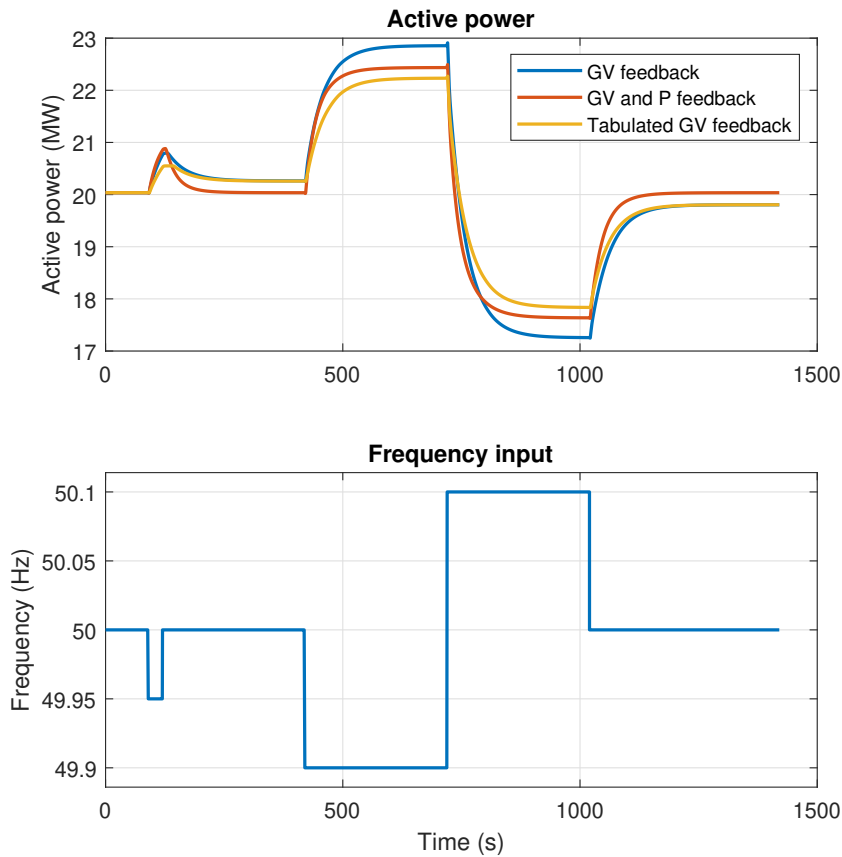 Active power
23
22
21
20
19
18
17
Active power (MW)
GV feedback
GV and P feedback
Tabulated GV feedback
0
500
1000
1500
Frequency input
50.1
50.05
50
49.95
49.9
Frequency (Hz)
0
500
1000
1500
Time (s)